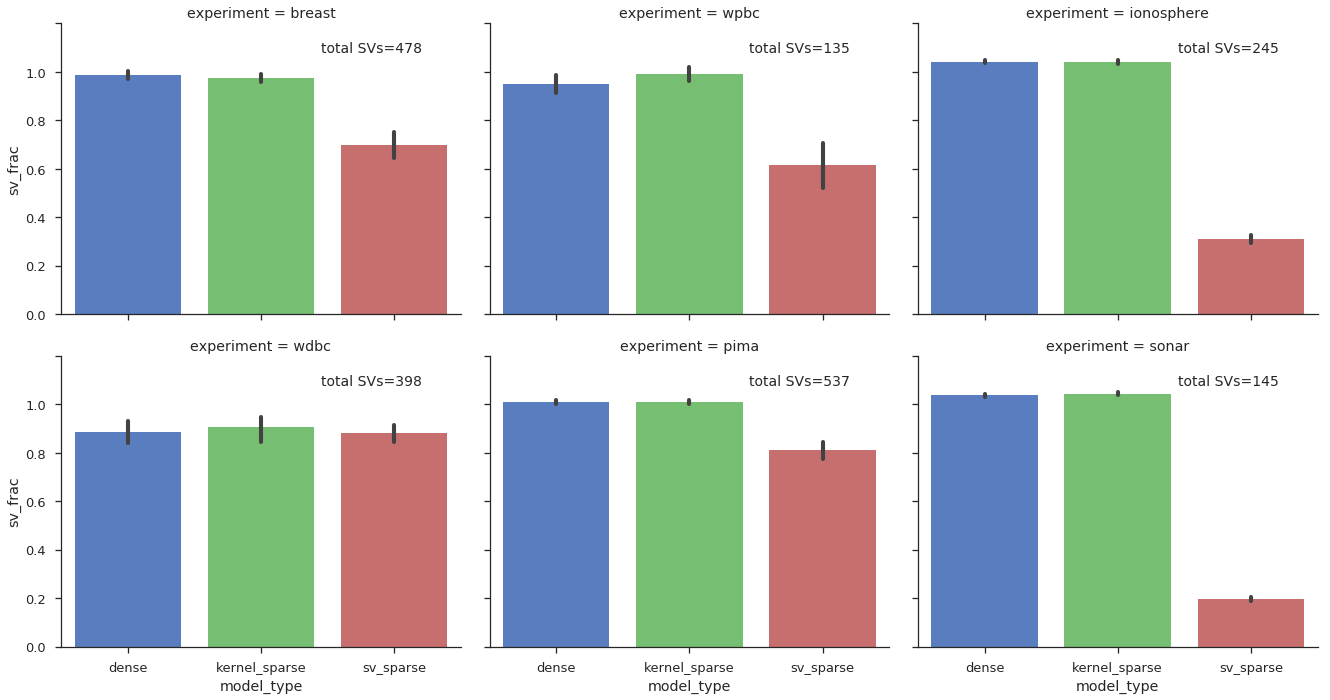 experiment = breast
experiment = wpbc
experiment = ionosphere
total SVs=478
total SVs=135
total SVs=245
1.0
0.8
0.6
0.4
0.2
0.0
sv_frac
experiment = wdbc
experiment = pima
experiment = sonar
total SVs=398
total SVs=537
total SVs=145
1.0
0.8
0.6
0.4
0.2
0.0
sv_frac
dense kernel_sparse sv_sparse
model_type
dense kernel_sparse sv_sparse
model_type
dense kernel_sparse sv_sparse
model_type